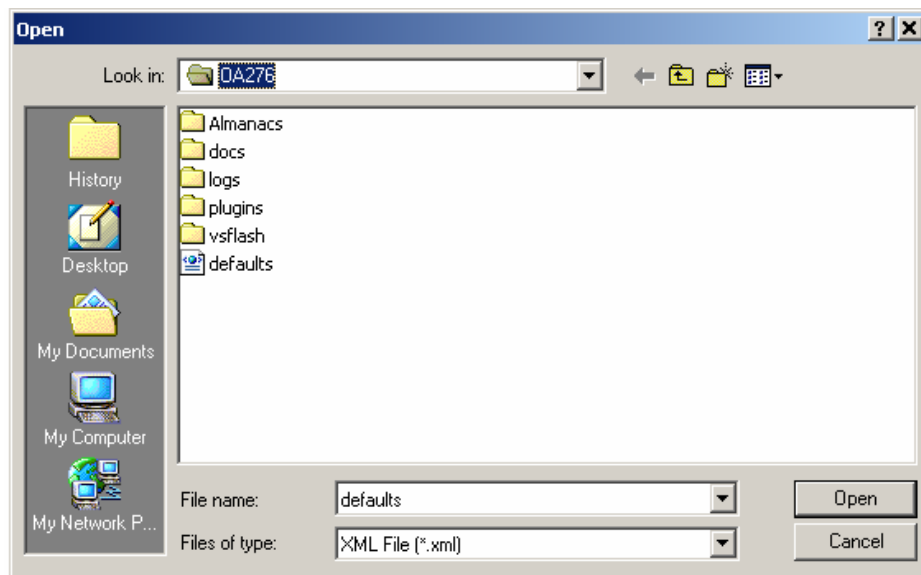 Open
Look in: OA276
Almanacs
docs
logs
plugins
vsflash
defaults
History
Desktop
My Documents
My Computer
My Network P...
File name: defaults Open
Files of type: XML File (*.xml) Cancel